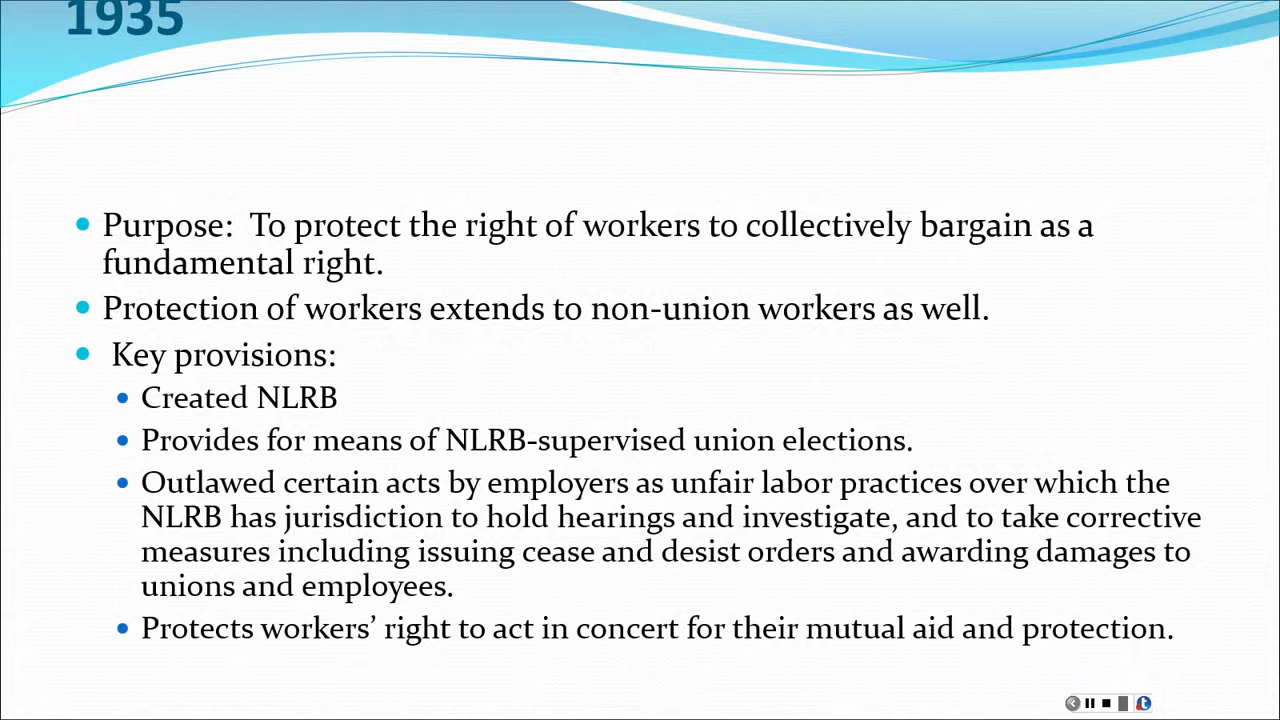 1935
Purpose: To protect the right of workers to collectively bargain as a
fundamental right.
Protection of workers extends to non-union workers as well.
Key provisions:
Created NLRB
Provides for means of NLRB-supervised union elections.
Outlawed certain acts by employers as unfair labor practices over which the
NLRB has jurisdiction to hold hearings and investigate, and to take corrective
measures including issuing cease and desist orders and awarding damages to
unions and employees.
Protects workers’ right to act in concert for their mutual aid and protection.
t